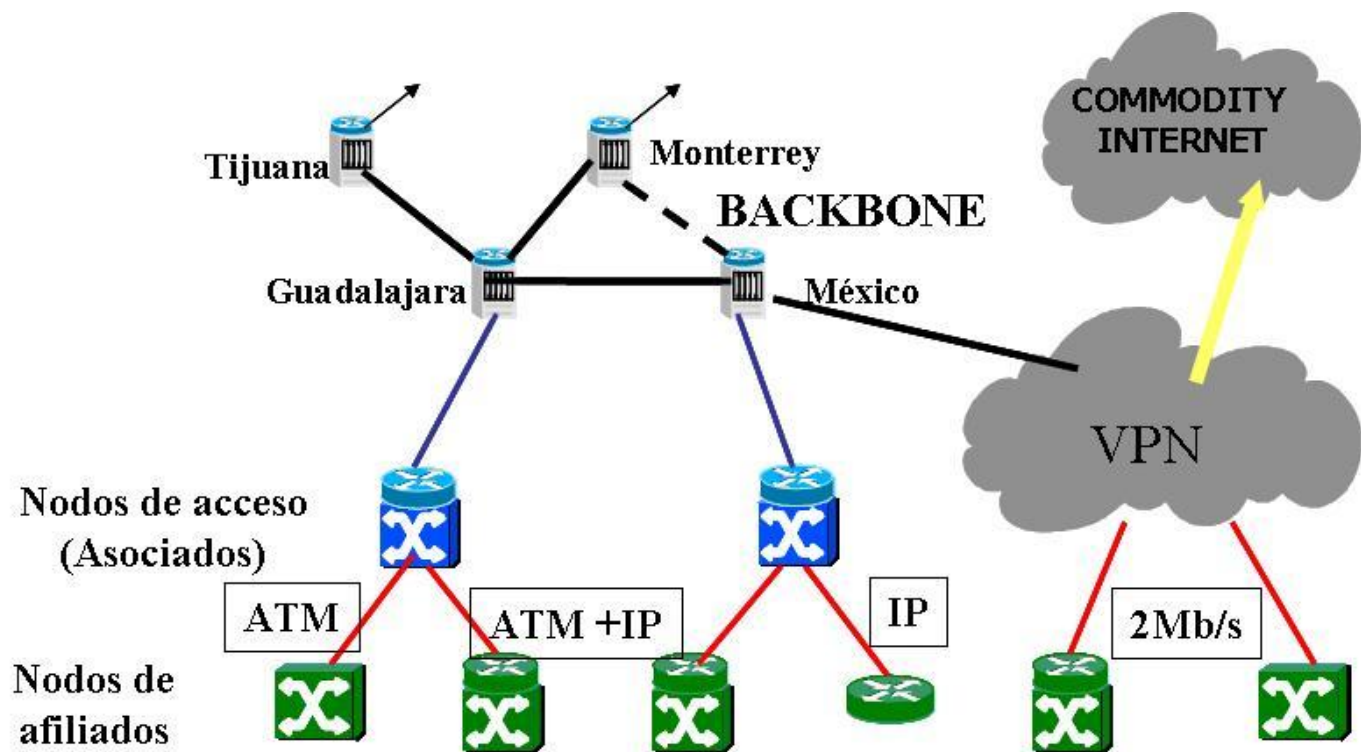 COMMODITY
INTERNET
Tijuana
Monterrey
BACKBONE
Guadalajara
México
VPN
Nodos de acceso
(Asociados)
ATM
ATM +IP
IP
2Mb/s
Nodos de
afiliados